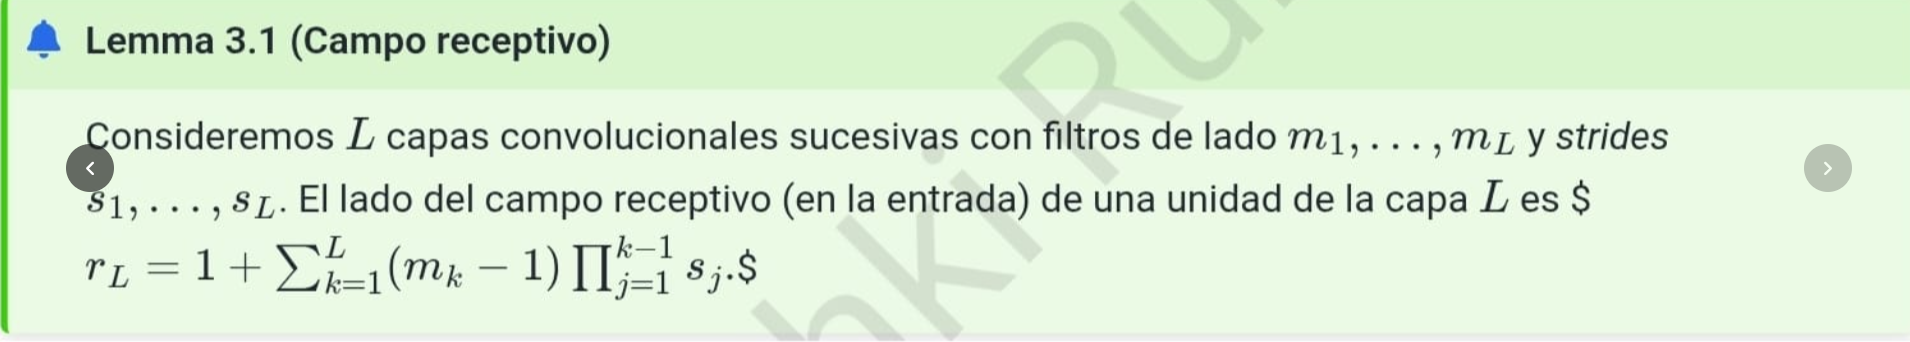 Lemma 3.1 (Campo receptivo)
Consideremos L capas convolucionales sucesivas con filtros de lado m_1, . . . , m_L y strides
s_1, . . . , s_L. El lado del campo receptivo (en la entrada) de una unidad de la capa L es $
r_L = 1 + ∑_{k=1}^{L} (m_k − 1) ∏_{j=1}^{k−1} s_j.$